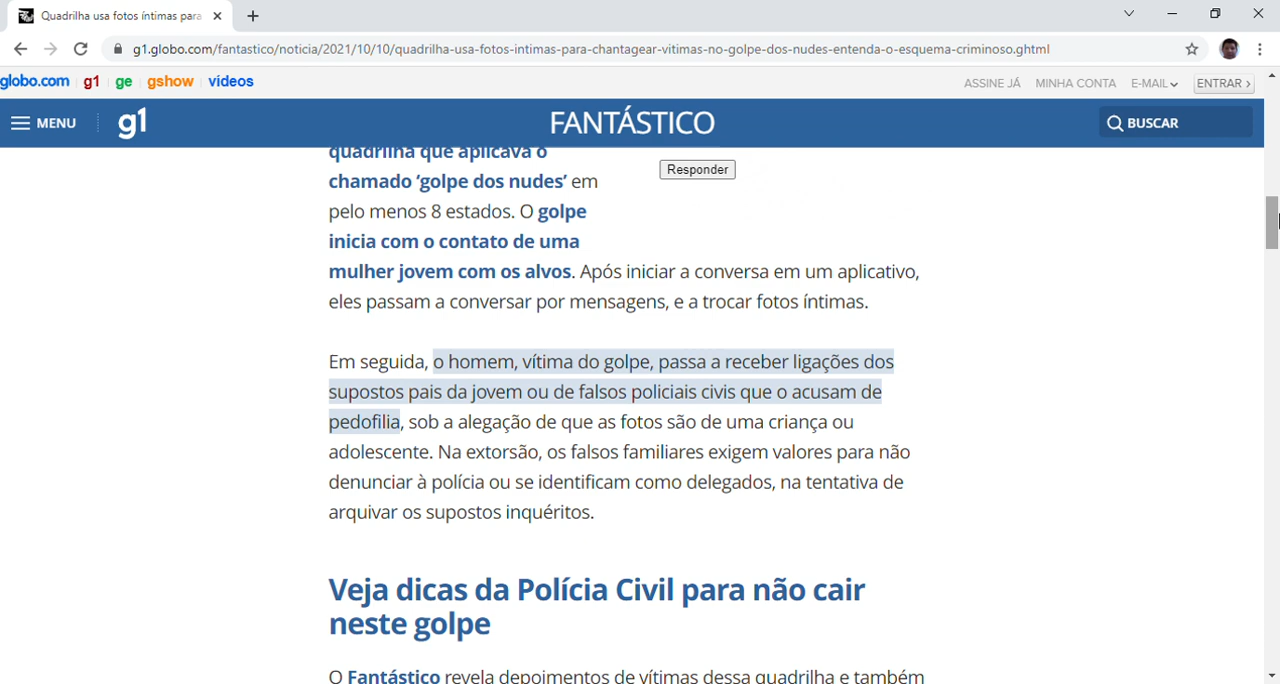 Quadrilha usa fotos íntimas para
g1.globo.com/fantastico/noticia/2021/10/10/quadrilha-usa-fotos-intimas-para-chantagear-vitimas-no-golpe-dos-nudes-entenda-o-esquema-criminoso.ghtml
globo.com g1 ge gshow videos ASSINE JÁ MINHA CONTA E-MAIL ENTRAR
MENU g1 FANTÁSTICO BUSCAR
quadrilha que aplicava o
Responder
chamado ‘golpe dos nudes’ em
pelo menos 8 estados. O golpe
inicia com o contato de uma
mulher jovem com os alvos. Após iniciar a conversa em um aplicativo,
eles passam a conversar por mensagens, e a trocar fotos íntimas.
Em seguida, o homem, vítima do golpe, passa a receber ligações dos
supostos pais da jovem ou de falsos policiais civis que o acusam de
pedofilia, sob a alegação de que as fotos são de uma criança ou
adolescente. Na extorsão, os falsos familiares exigem valores para não
denunciar à polícia ou se identificam como delegados, na tentativa de
arquivar os supostos inquéritos.
Veja dicas da Polícia Civil para não cair
neste golpe
O Fantástico revela depoimentos de vítimas dessa quadrilha e também